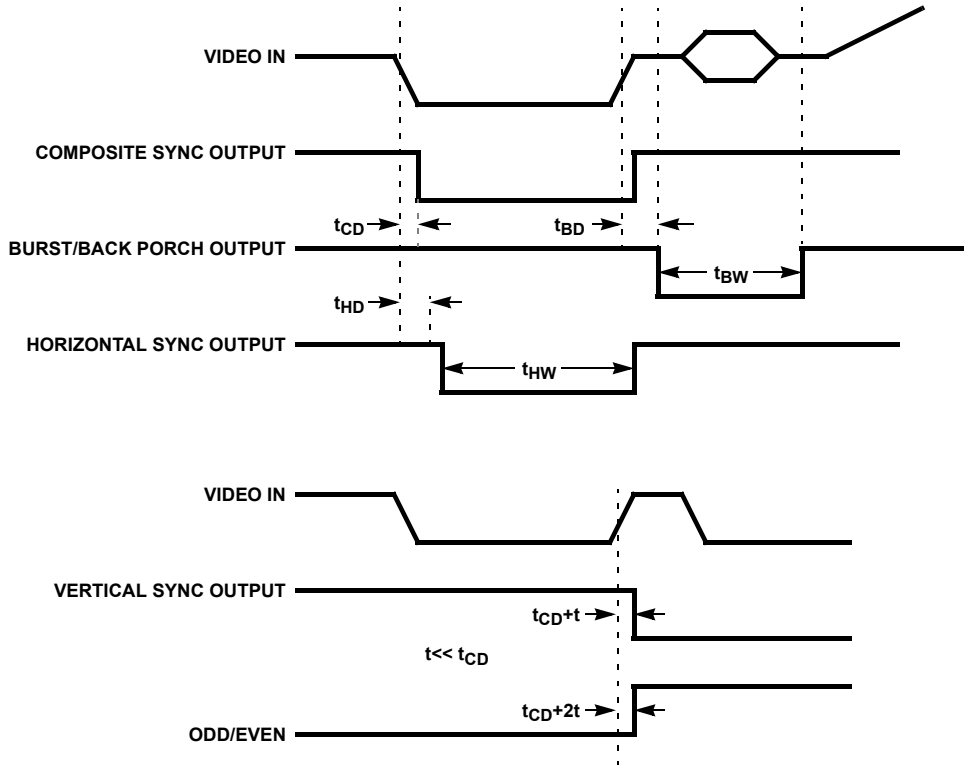 VIDEO IN
COMPOSITE SYNC OUTPUT
tCD
tBD
BURST/BACK PORCH OUTPUT
tBW
tHD
HORIZONTAL SYNC OUTPUT
tHW
VIDEO IN
VERTICAL SYNC OUTPUT
tCD+t
t<< tCD
tCD+2t
ODD/EVEN